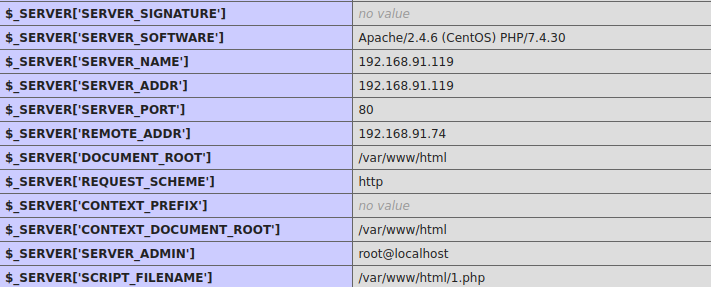 $_SERVER['SERVER_SIGNATURE'] no value
$_SERVER['SERVER_SOFTWARE'] Apache/2.4.6 (CentOS) PHP/7.4.30
$_SERVER['SERVER_NAME'] 192.168.91.119
$_SERVER['SERVER_ADDR'] 192.168.91.119
$_SERVER['SERVER_PORT'] 80
$_SERVER['REMOTE_ADDR'] 192.168.91.74
$_SERVER['DOCUMENT_ROOT'] /var/www/html
$_SERVER['REQUEST_SCHEME'] http
$_SERVER['CONTEXT_PREFIX'] no value
$_SERVER['CONTEXT_DOCUMENT_ROOT'] /var/www/html
$_SERVER['SERVER_ADMIN'] root@localhost
$_SERVER['SCRIPT_FILENAME'] /var/www/html/1.php